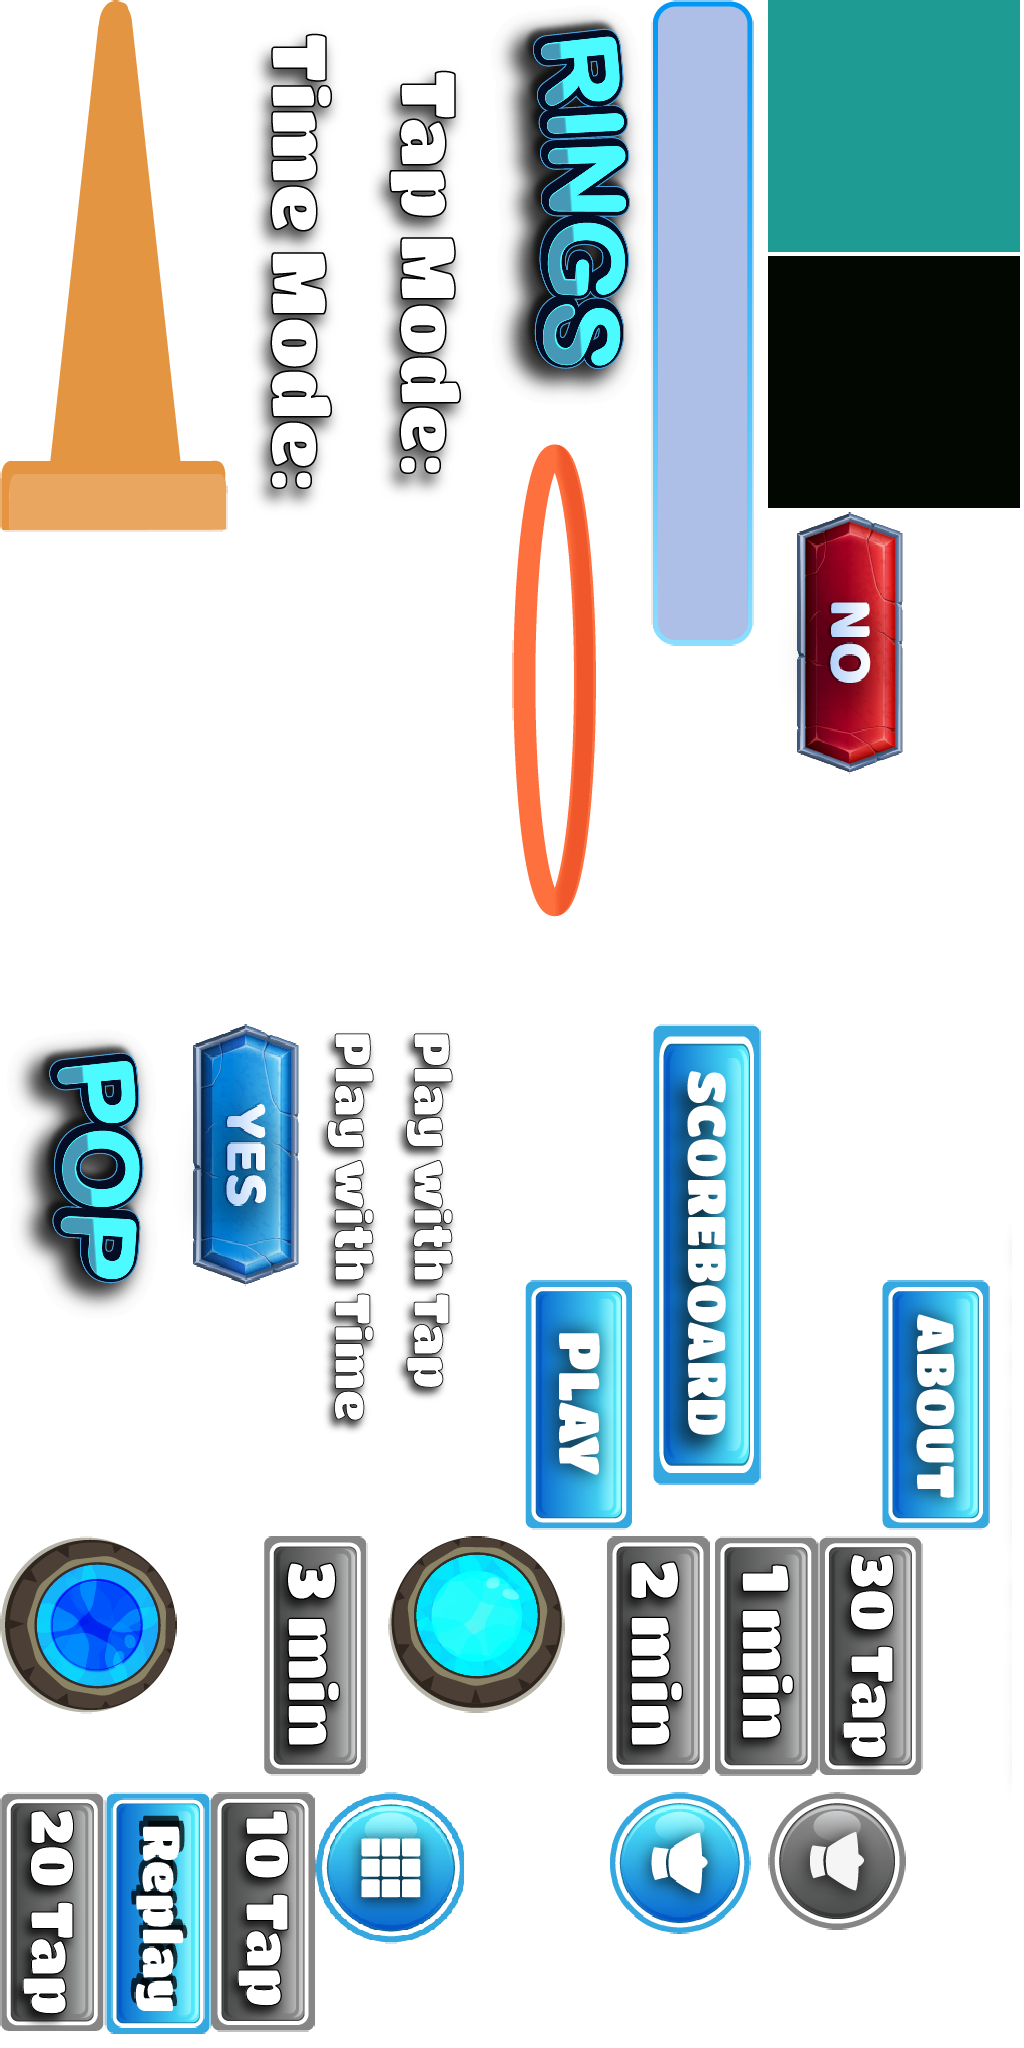 Time Mode:
Tap Mode:
RINGS
NO
POP
YES
Play with Time
Play with Tap
SCOREBOARD
PLAY
ABOUT
3 min
2 min
1 min
30 Tap
20 Tap
Replay
10 Tap